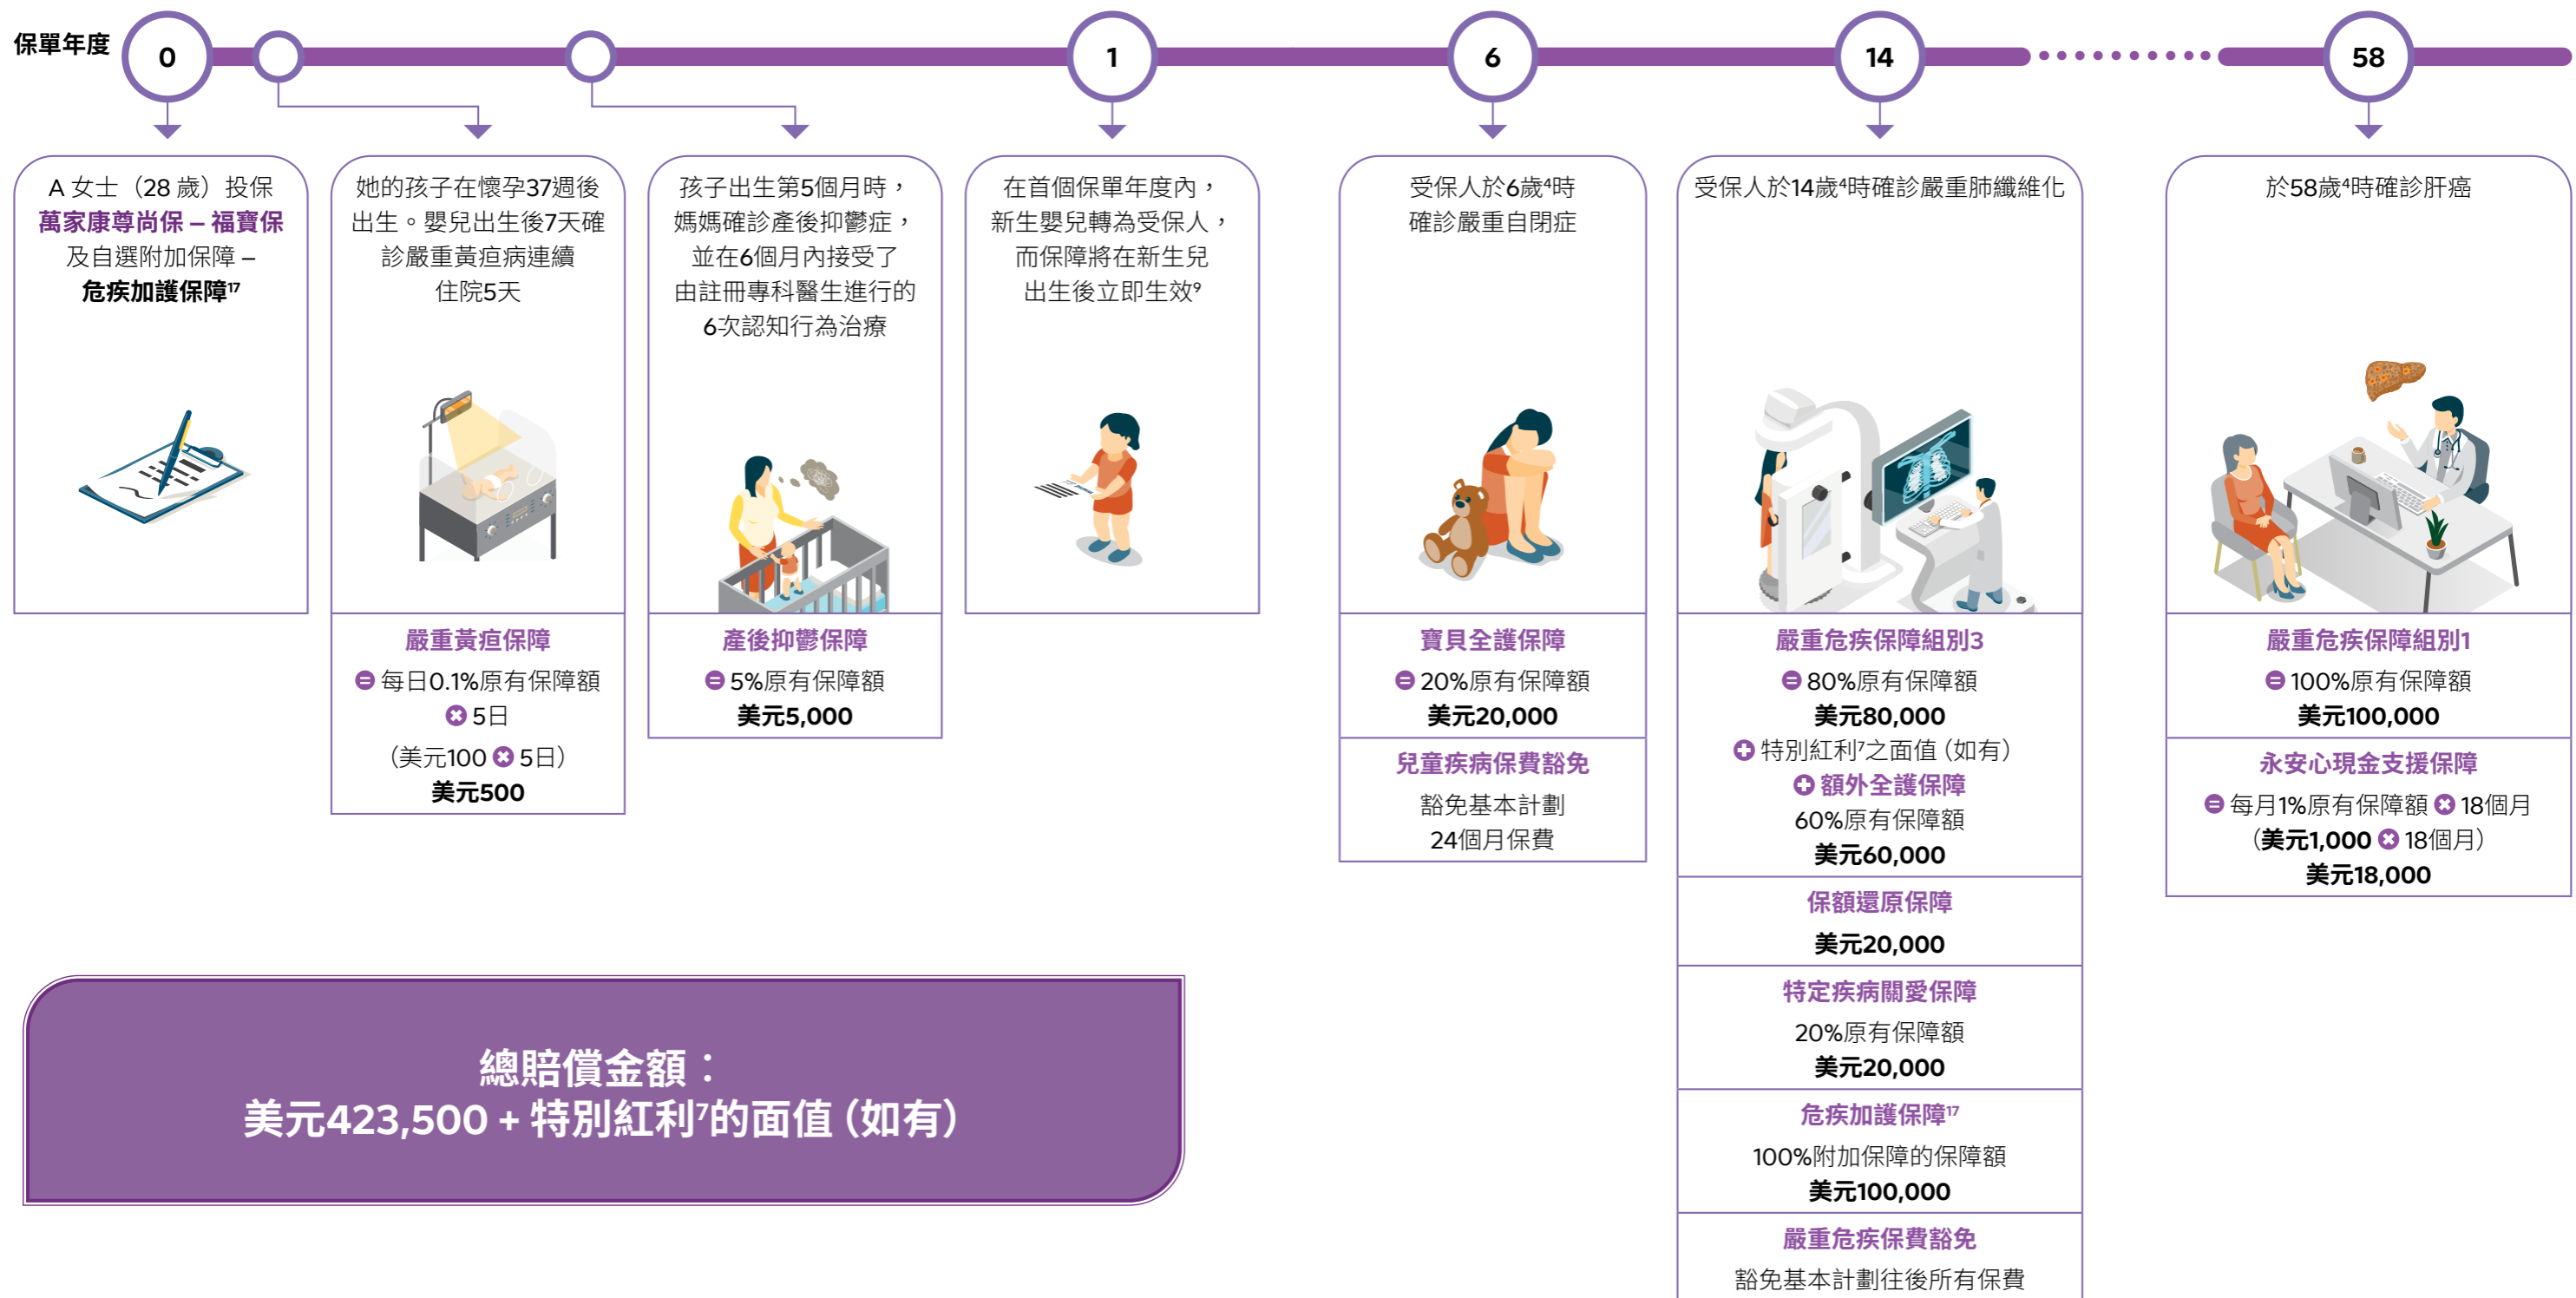 保單年度
0
1
6
14
58
A 女士（28 歲）投保
萬家康尊尚保 – 福寶保
及自選附加保障 –
危疾加護保障17
她的孩子在懷孕37週後
出生。嬰兒出生後7天確
診嚴重黃疸病連續
住院5天
嚴重黃疸保障
= 每日0.1%原有保障額
× 5日
（美元100 × 5日）
美元500
孩子出生第5個月時，
媽媽確診產後抑鬱症，
並在6個月內接受了
由註冊專科醫生進行的
6次認知行為治療
產後抑鬱保障
= 5%原有保障額
美元5,000
在首個保單年度內，
新生嬰兒轉為受保人，
而保障將在新生兒
出生後立即生效9
受保人於6歲4時
確診嚴重自閉症
寶貝全護保障
= 20%原有保障額
美元20,000
兒童疾病保費豁免
豁免基本計劃
24個月保費
受保人於14歲4時確診嚴重肺纖維化
嚴重危疾保障組別3
= 80%原有保障額
美元80,000
+ 特別紅利7之面值（如有）
+ 額外全護保障
60%原有保障額
美元60,000
保額還原保障
美元20,000
特定疾病關愛保障
20%原有保障額
美元20,000
危疾加護保障17
100%附加保障的保障額
美元100,000
嚴重危疾保費豁免
豁免基本計劃往後所有保費
於58歲4時確診肝癌
嚴重危疾保障組別1
= 100%原有保障額
美元100,000
永安心現金支援保障
= 每月1%原有保障額 × 18個月
（美元1,000 × 18個月）
美元18,000
總賠償金額：
美元423,500 + 特別紅利7的面值（如有）